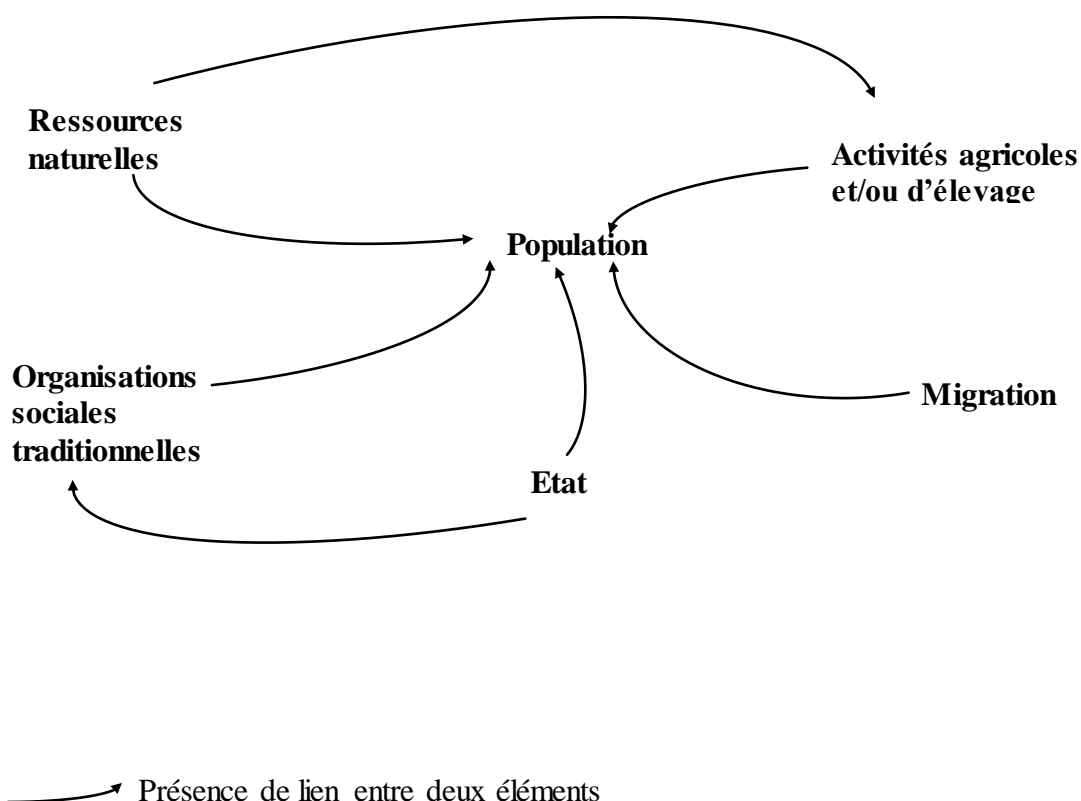 Ressources
naturelles
Activités agricoles
et/ou d’élevage
Population
Organisations
sociales
traditionnelles
Migration
Etat
Présence de lien entre deux éléments